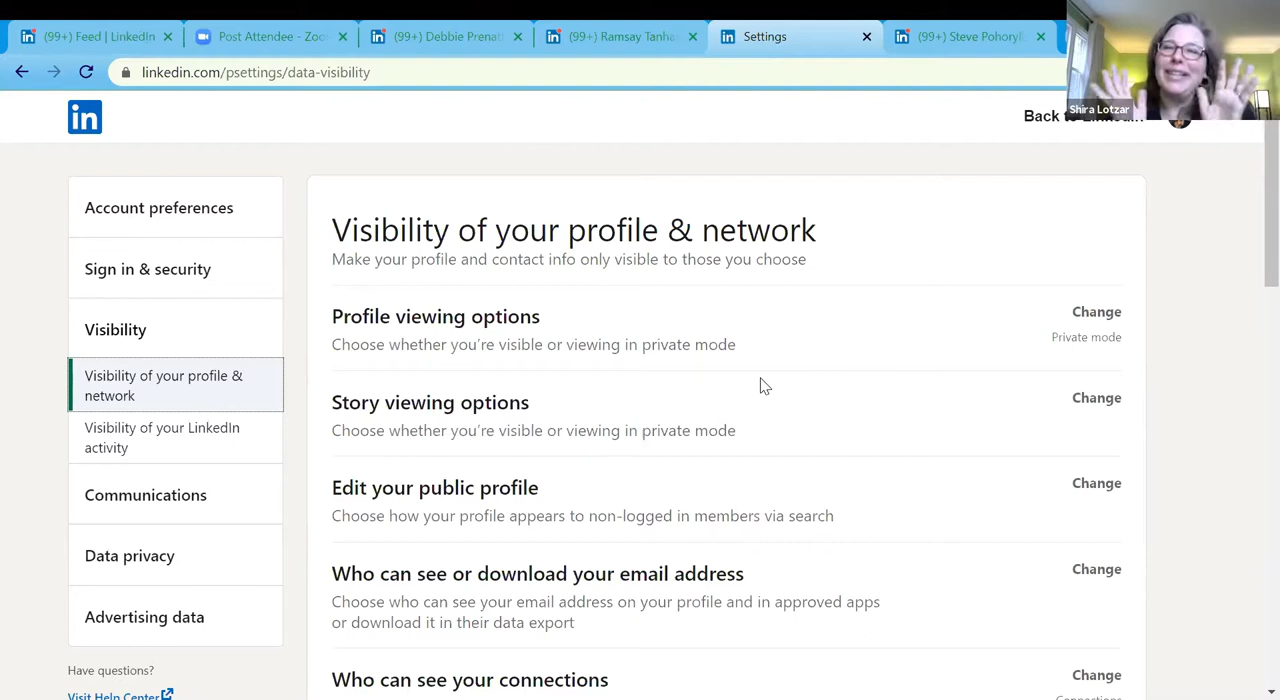 (99+) Feed | LinkedIn
Post Attendee - Zoo
(99+) Debbie Prenat
(99+) Ramsay Tanha
Settings
(99+) Steve Pohoryl
linkedin.com/psettings/data-visibility
Shira Lotzar
in
Back to LinkedIn
Account preferences
Sign in & security
Visibility
Visibility of your profile &
network
Visibility of your LinkedIn
activity
Communications
Data privacy
Advertising data
Have questions?
Visit Help Center
Visibility of your profile & network
Make your profile and contact info only visible to those you choose
Profile viewing options
Change
Choose whether you're visible or viewing in private mode
Private mode
Story viewing options
Change
Choose whether you're visible or viewing in private mode
Edit your public profile
Change
Choose how your profile appears to non-logged in members via search
Who can see or download your email address
Change
Choose who can see your email address on your profile and in approved apps
or download it in their data export
Who can see your connections
Change
Connections